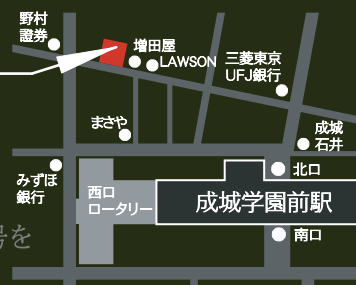 野村
證券
増田屋
LAWSON
三菱東京
UFJ銀行
まさや
成城
石井
みずほ
銀行
西口
ロータリー
北口
成城学園前駅
南口
号を